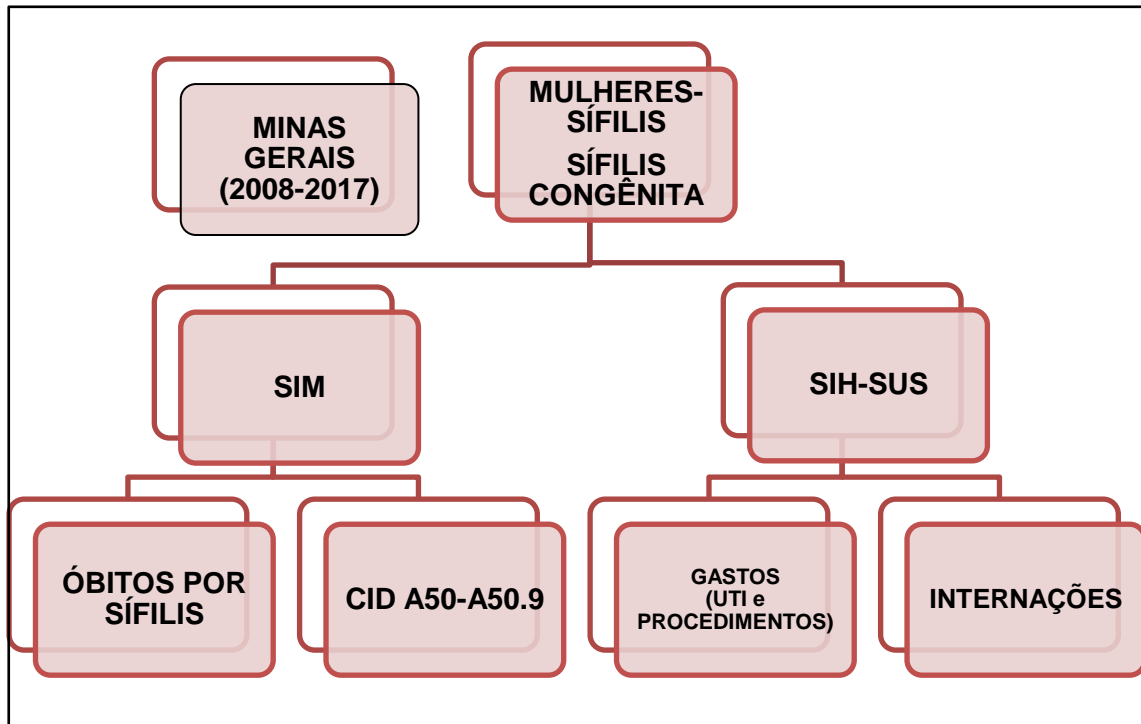 MINAS
GERAIS
(2008-2017)
MULHERES-
SÍFILIS
SÍFILIS
CONGÊNITA
SIM
SIH-SUS
ÓBITOS POR
SÍFILIS
CID A50-A50.9
GASTOS
(UTI e
PROCEDIMENTOS)
INTERNAÇÕES